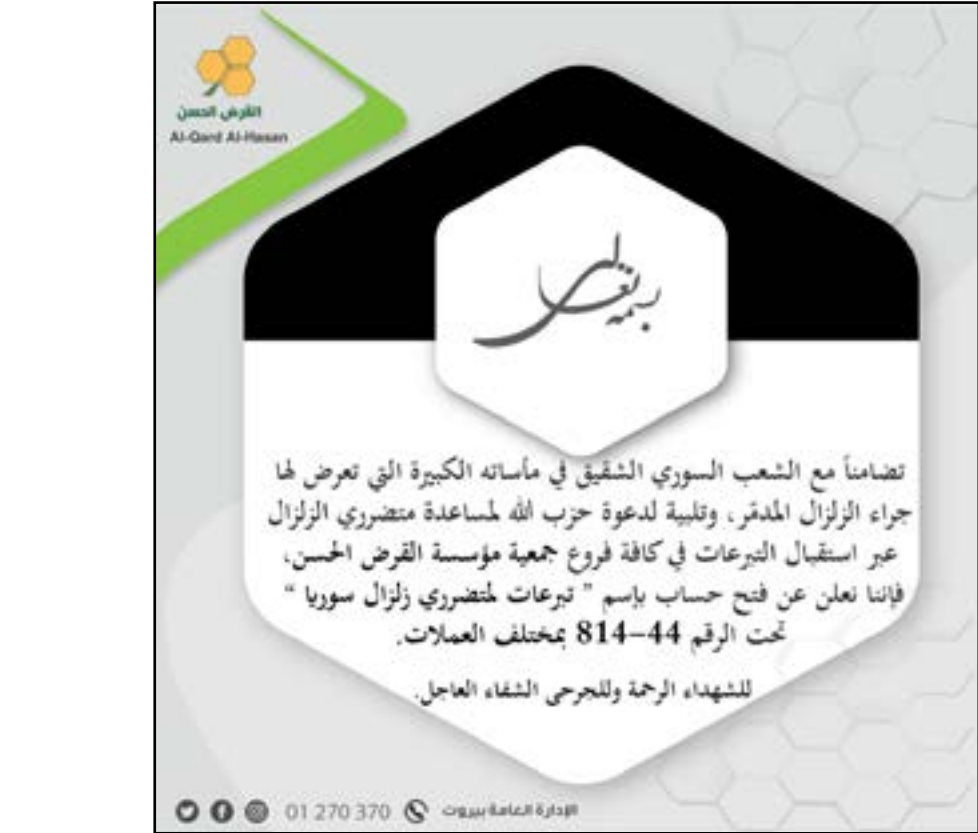 القرض الحسن
Al-Qard Al-Hasan
بسمه تعالى
تضامناً مع الشعب السوري الشقيق في مأساته الكبيرة التي تعرض لها
جراء الزلزال المدمّر، وتلبية لدعوة حزب الله لمساعدة متضرري الزلزال
عبر استقبال التبرعات في كافة فروع جمعية مؤسسة القرض الحسن،
فإننا نعلن عن فتح حساب بإسم " تبرعات لمتضرري زلزال سوريا "
تحت الرقم 44–814 بمختلف العملات.
للشهداء الرحمة وللجرحى الشفاء العاجل.
الإدارة العامة بيروت 01 270 370